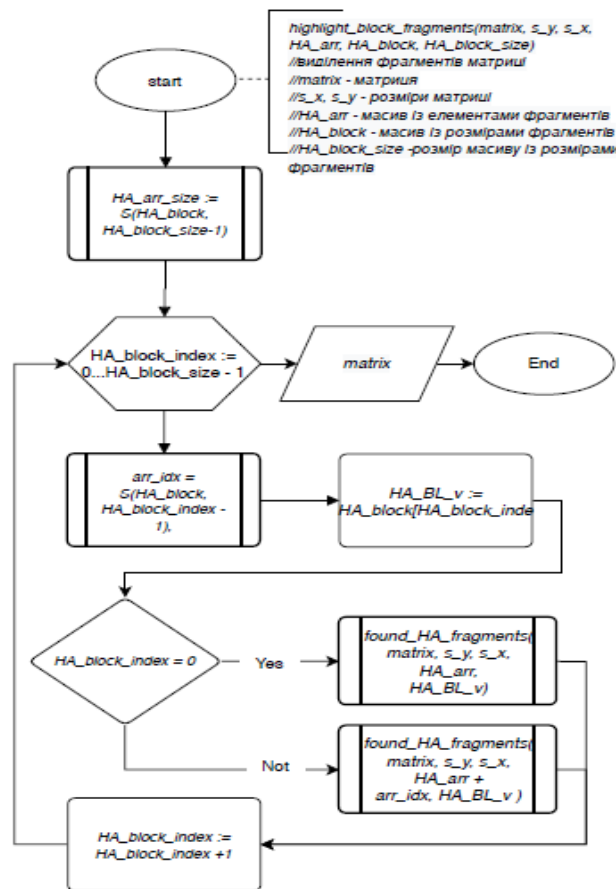 highlight_block_fragments(matrix, s_y, s_x,
HA_arr, HA_block, HA_block_size)
//виділення фрагментів матриці
//matrix - матриця
//s_x, s_y - розміри матриці
//HA_arr - масив із елементами фрагментів
//HA_block - масив із розмірами фрагментів
//HA_block_size -розмір масиву із розмірами
фрагментів
start
HA_arr_size :=
S(HA_block,
HA_block_size-1)
HA_block_index :=
0...HA_block_size - 1
matrix
End
arr_idx =
S(HA_block,
HA_block_index -
1),
HA_BL_v :=
HA_block[HA_block_inde
HA_block_index = 0
Yes
found_HA_fragments(
matrix, s_y, s_x,
HA_arr,
HA_BL_v)
Not
found_HA_fragments(
matrix, s_y, s_x,
HA_arr +
arr_idx, HA_BL_v )
HA_block_index :=
HA_block_index +1